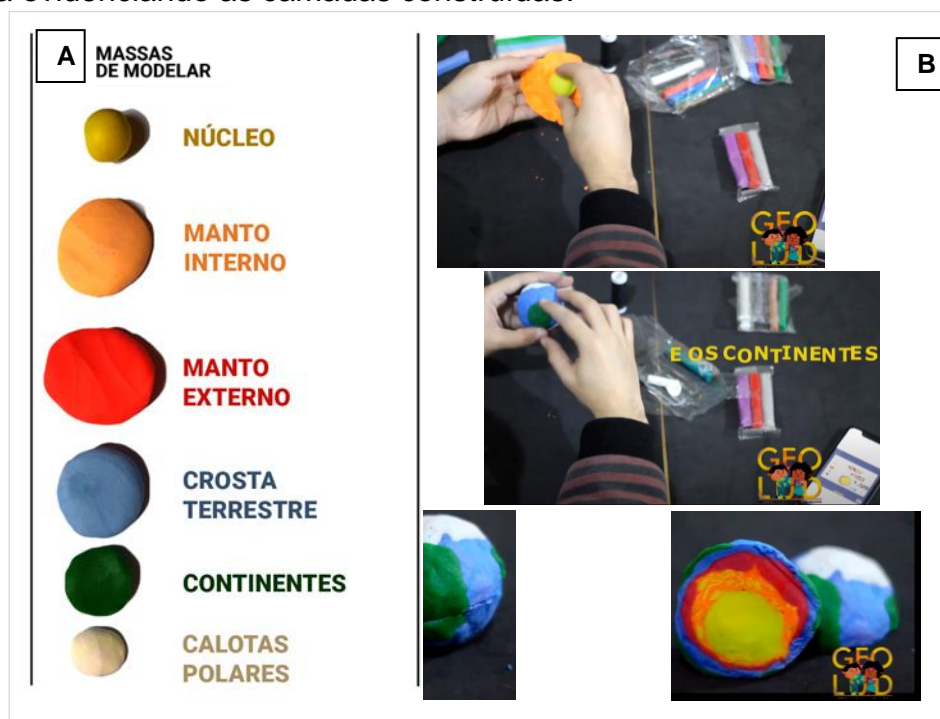 A
MASSAS
DE MODELAR
NÚCLEO
MANTO
INTERNO
MANTO
EXTERNO
CROSTA
TERRESTRE
CONTINENTES
CALOTAS
POLARES
B
GEO
LUD
E OS CONTINENTES
GEO
LUD
GEO
LUD